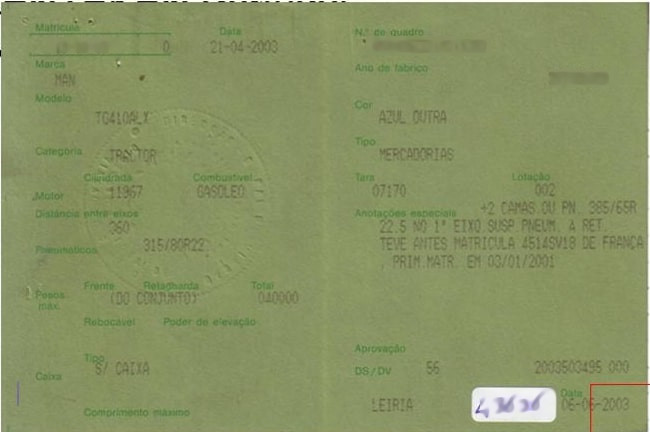 Matrícula
Data
N.º de quadro
0
21-04-2003
Marca
Ano de fabrico
MAN
Modelo
Cor
TG410ALX
AZUL OUTRA
Tipo
Categoria
TRACTOR
MERCADORIAS
Cilindrada
Combustível
Tara
Lotação
Motor
11967
GASOLEO
07170
002
Distância entre eixos
Anotações especiais
+2 CAMAS.OU PN. 385/65R
360
22.5 NO 1º EIXO.SUSP PNEUM. A RET.
Pneumáticos
315/80R22
TEVE ANTES MATRICULA 4514SV18 DE FRANÇA
. PRIM.MATR. EM 03/01/2001
Frente
Retaguarda
Total
Pesos máx.
(DO CONJUNTO)
040000
Rebocável
Poder de elevação
Aprovação
Tipo
DS/DV
56
2003503495 000
Caixa
S/ CAIXA
Data
LEIRIA
43636
06-06-2003
Comprimento máximo